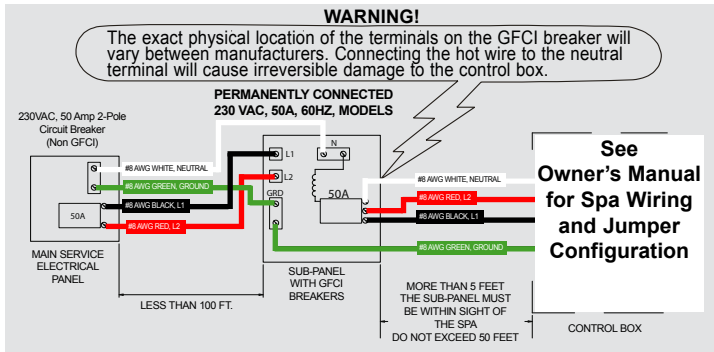 WARNING!
The exact physical location of the terminals on the GFCI breaker will
vary between manufacturers. Connecting the hot wire to the neutral
terminal will cause irreversible damage to the control box.
PERMANENTLY CONNECTED
230 VAC, 50A, 60HZ, MODELS
230VAC, 50 Amp 2-Pole
Circuit Breaker
(Non GFCI)
#8 AWG WHITE, NEUTRAL
#8 AWG GREEN, GROUND
#8 AWG BLACK, L1
#8 AWG RED, L2
50A
MAIN SERVICE
ELECTRICAL
PANEL
LESS THAN 100 FT.
L1
L2
GRD
N
50A
SUB-PANEL
WITH GFCI
BREAKERS
#8 AWG WHITE, NEUTRAL
#8 AWG RED, L2
#8 AWG BLACK, L1
#8 AWG GREEN, GROUND
MORE THAN 5 FEET
THE SUB-PANEL MUST
BE WITHIN SIGHT OF
THE SPA
DO NOT EXCEED 50 FEET
See
Owner's Manual
for Spa Wiring
and Jumper
Configuration
CONTROL BOX